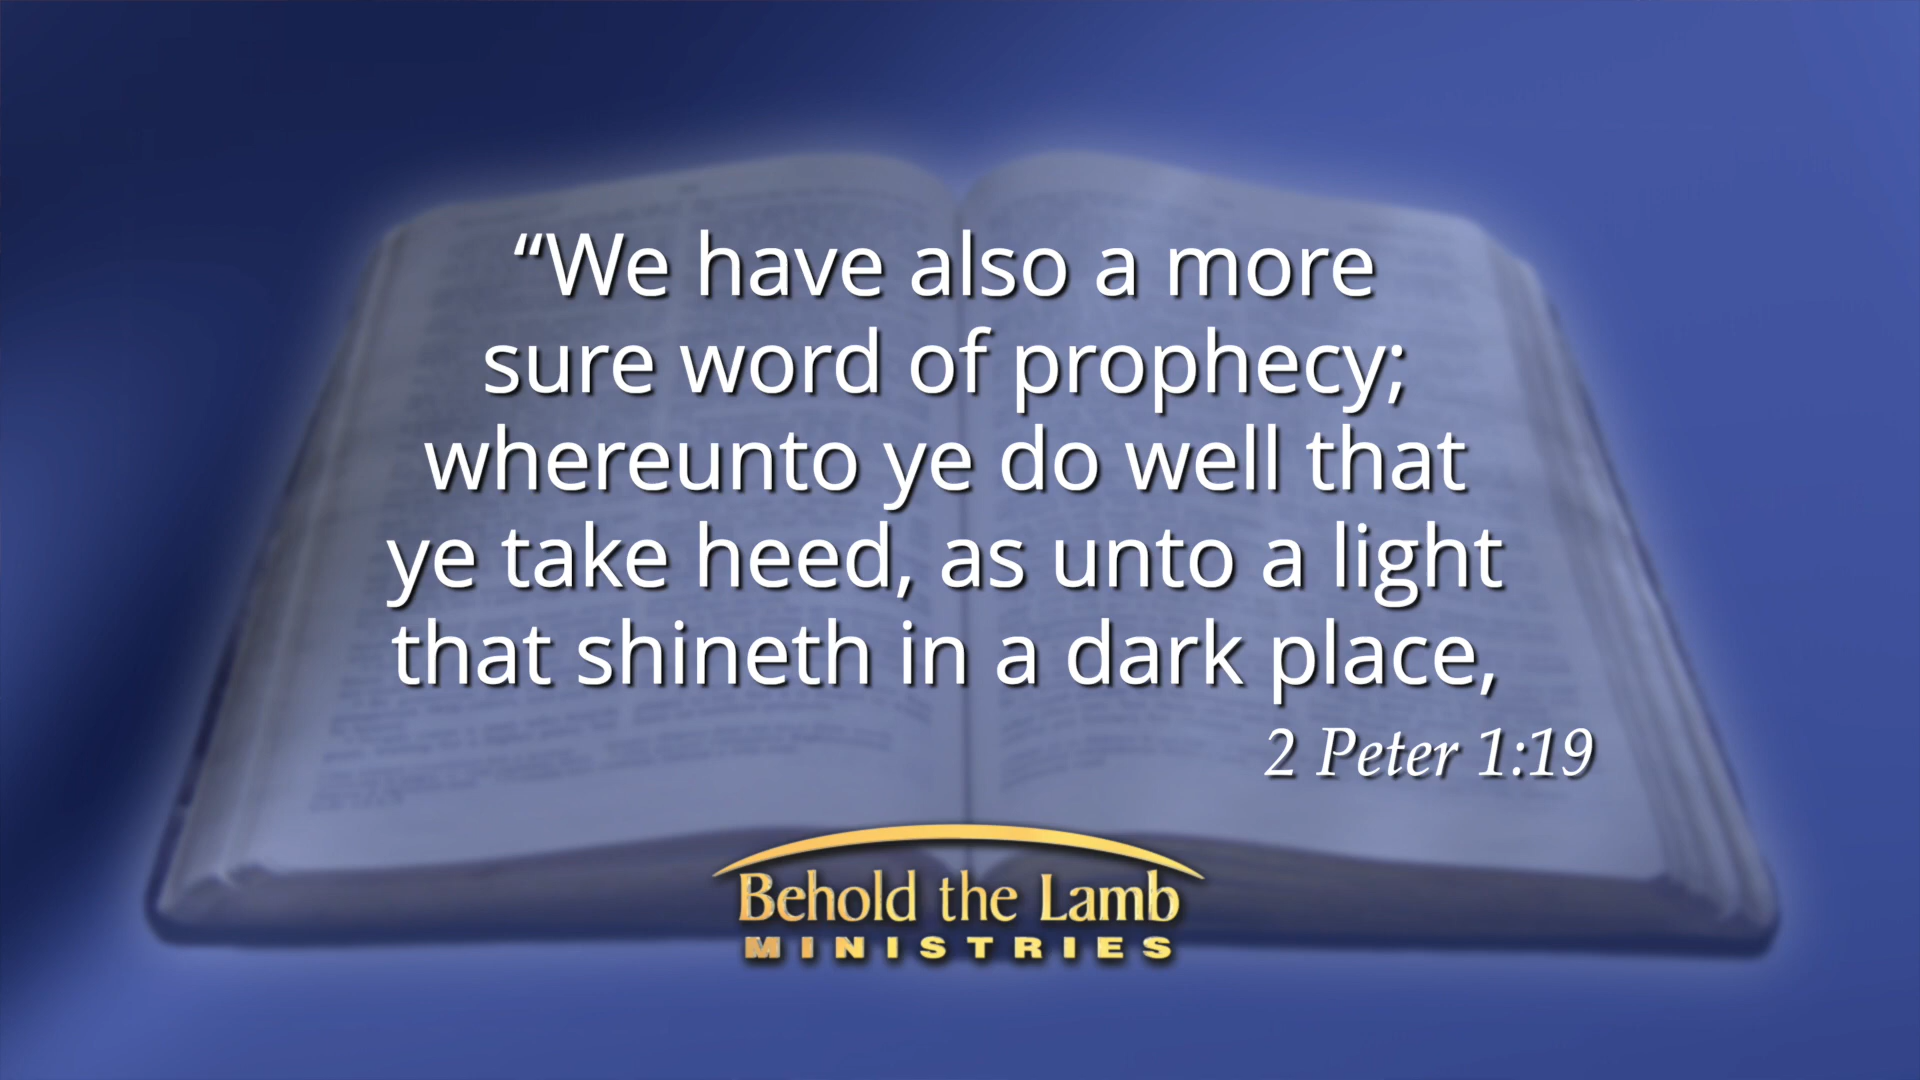 “We have also a more
sure word of prophecy;
whereunto ye do well that
ye take heed, as unto a light
that shineth in a dark place,
2 Peter 1:19
Behold the Lamb
MINISTRIES